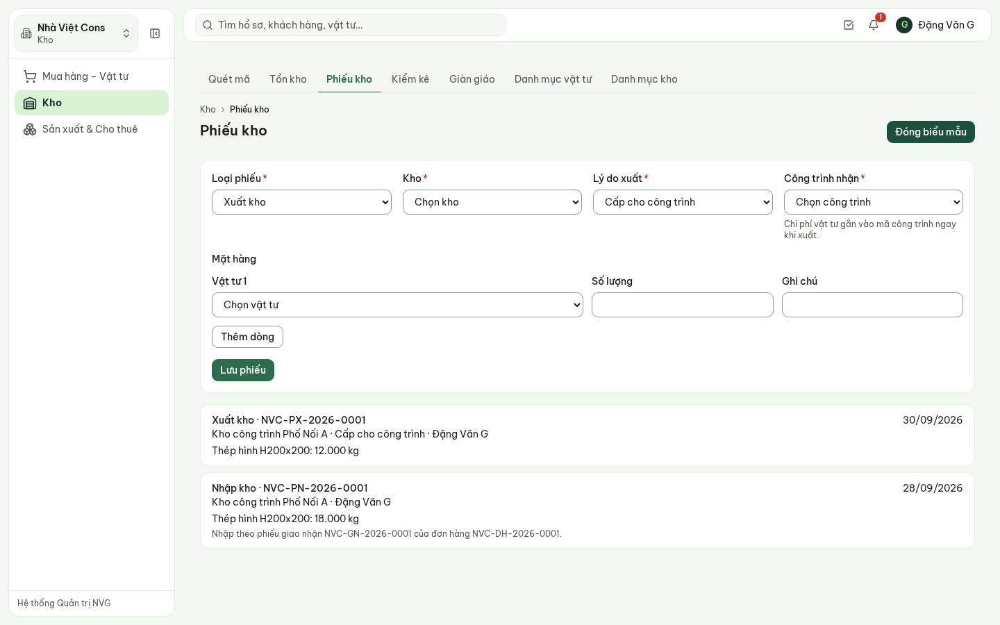 Nhà Việt Cons
Kho
Tìm hồ sơ, khách hàng, vật tư...
1
G
Đặng Văn G
Mua hàng – Vật tư
Kho
Sản xuất & Cho thuê
Quét mã
Tồn kho
Phiếu kho
Kiểm kê
Giàn giáo
Danh mục vật tư
Danh mục kho
Kho
Phiếu kho
Phiếu kho
Đóng biểu mẫu
Loại phiếu *
Kho *
Lý do xuất *
Công trình nhận *
Xuất kho
Chọn kho
Cấp cho công trình
Chọn công trình
Chi phí vật tư gắn vào mã công trình ngay
khi xuất.
Mặt hàng
Vật tư 1
Số lượng
Ghi chú
Chọn vật tư
Thêm dòng
Lưu phiếu
Xuất kho · NVC-PX-2026-0001
30/09/2026
Kho công trình Phố Nối A · Cấp cho công trình · Đặng Văn G
Thép hình H200x200: 12.000 kg
Nhập kho · NVC-PN-2026-0001
28/09/2026
Kho công trình Phố Nối A · Đặng Văn G
Thép hình H200x200: 18.000 kg
Nhập theo phiếu giao nhận NVC-GN-2026-0001 của đơn hàng NVC-DH-2026-0001.
Hệ thống Quản trị NVG